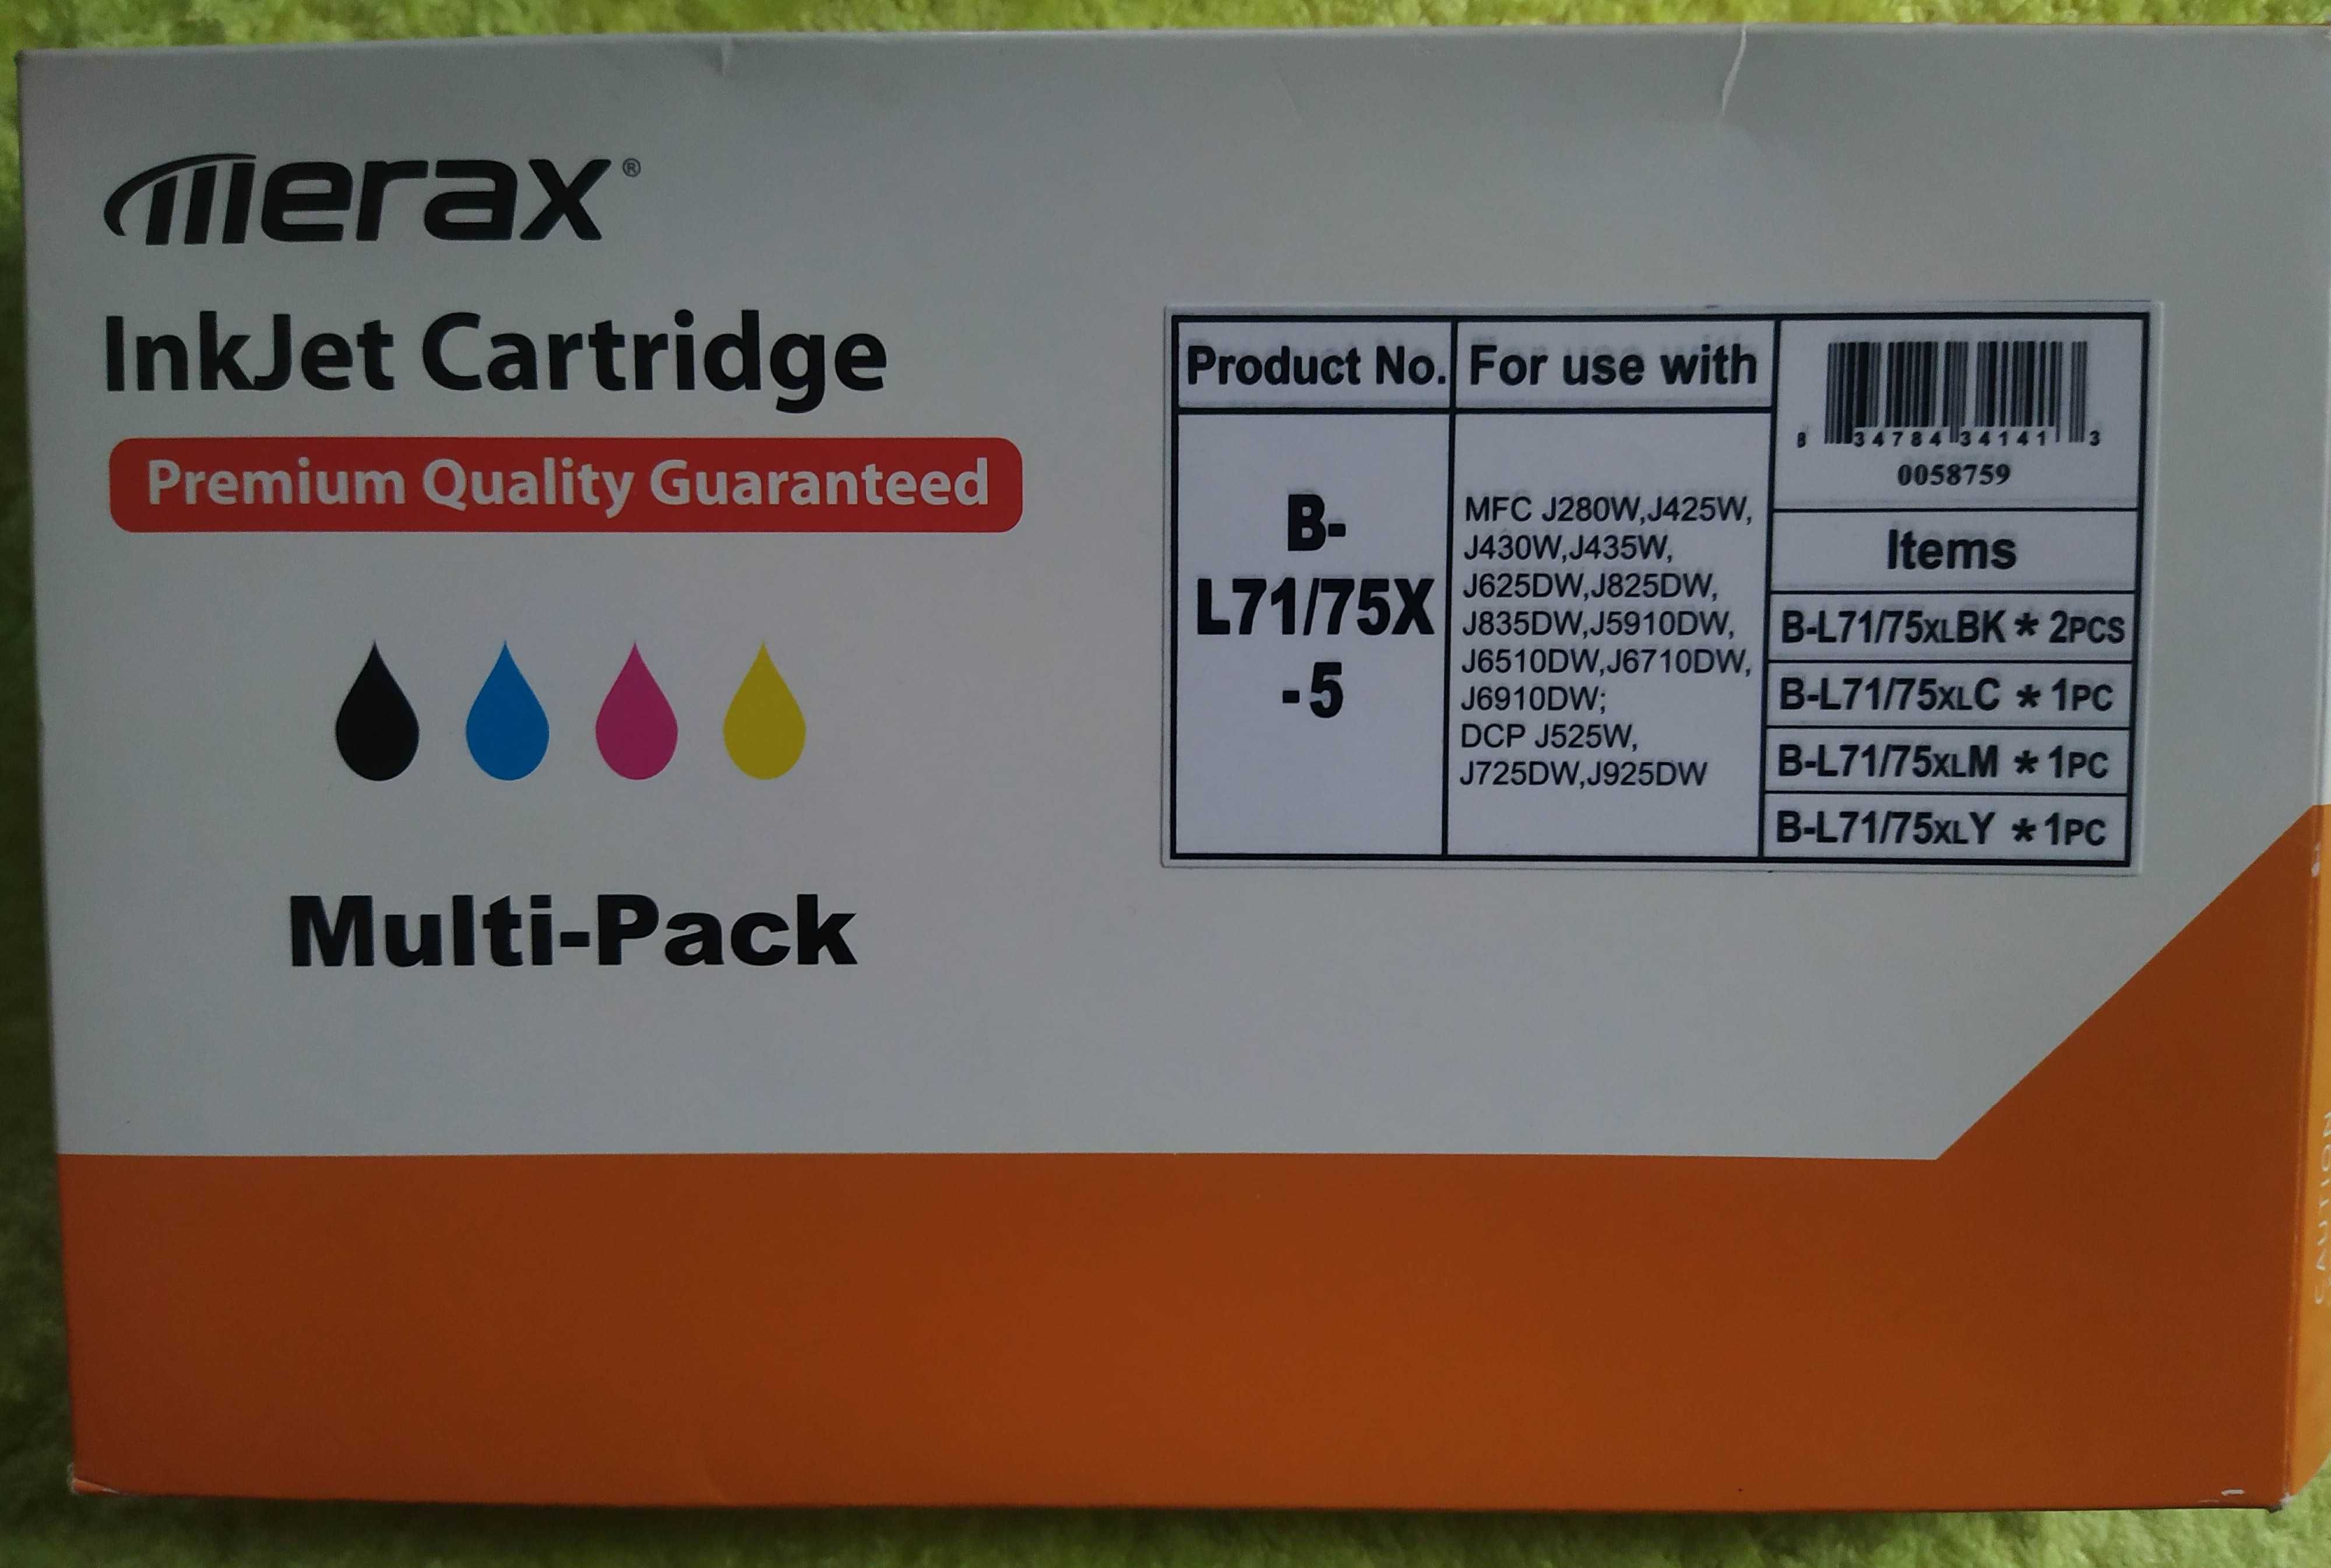 merax®
InkJet Cartridge
Premium Quality Guaranteed
Multi-Pack
Product No.
B-
L71/75X
-5
For use with
MFC J280W,J425W,
J430W,J435W,
J625DW,J825DW,
J835DW,J5910DW,
J6510DW,J6710DW,
J6910DW;
DCP J525W,
J725DW,J925DW
8 34784 34141 3
0058759
Items
B-L71/75XLBK * 2PCS
B-L71/75XLC * 1PC
B-L71/75XLM * 1PC
B-L71/75XLY * 1PC
CAUTION